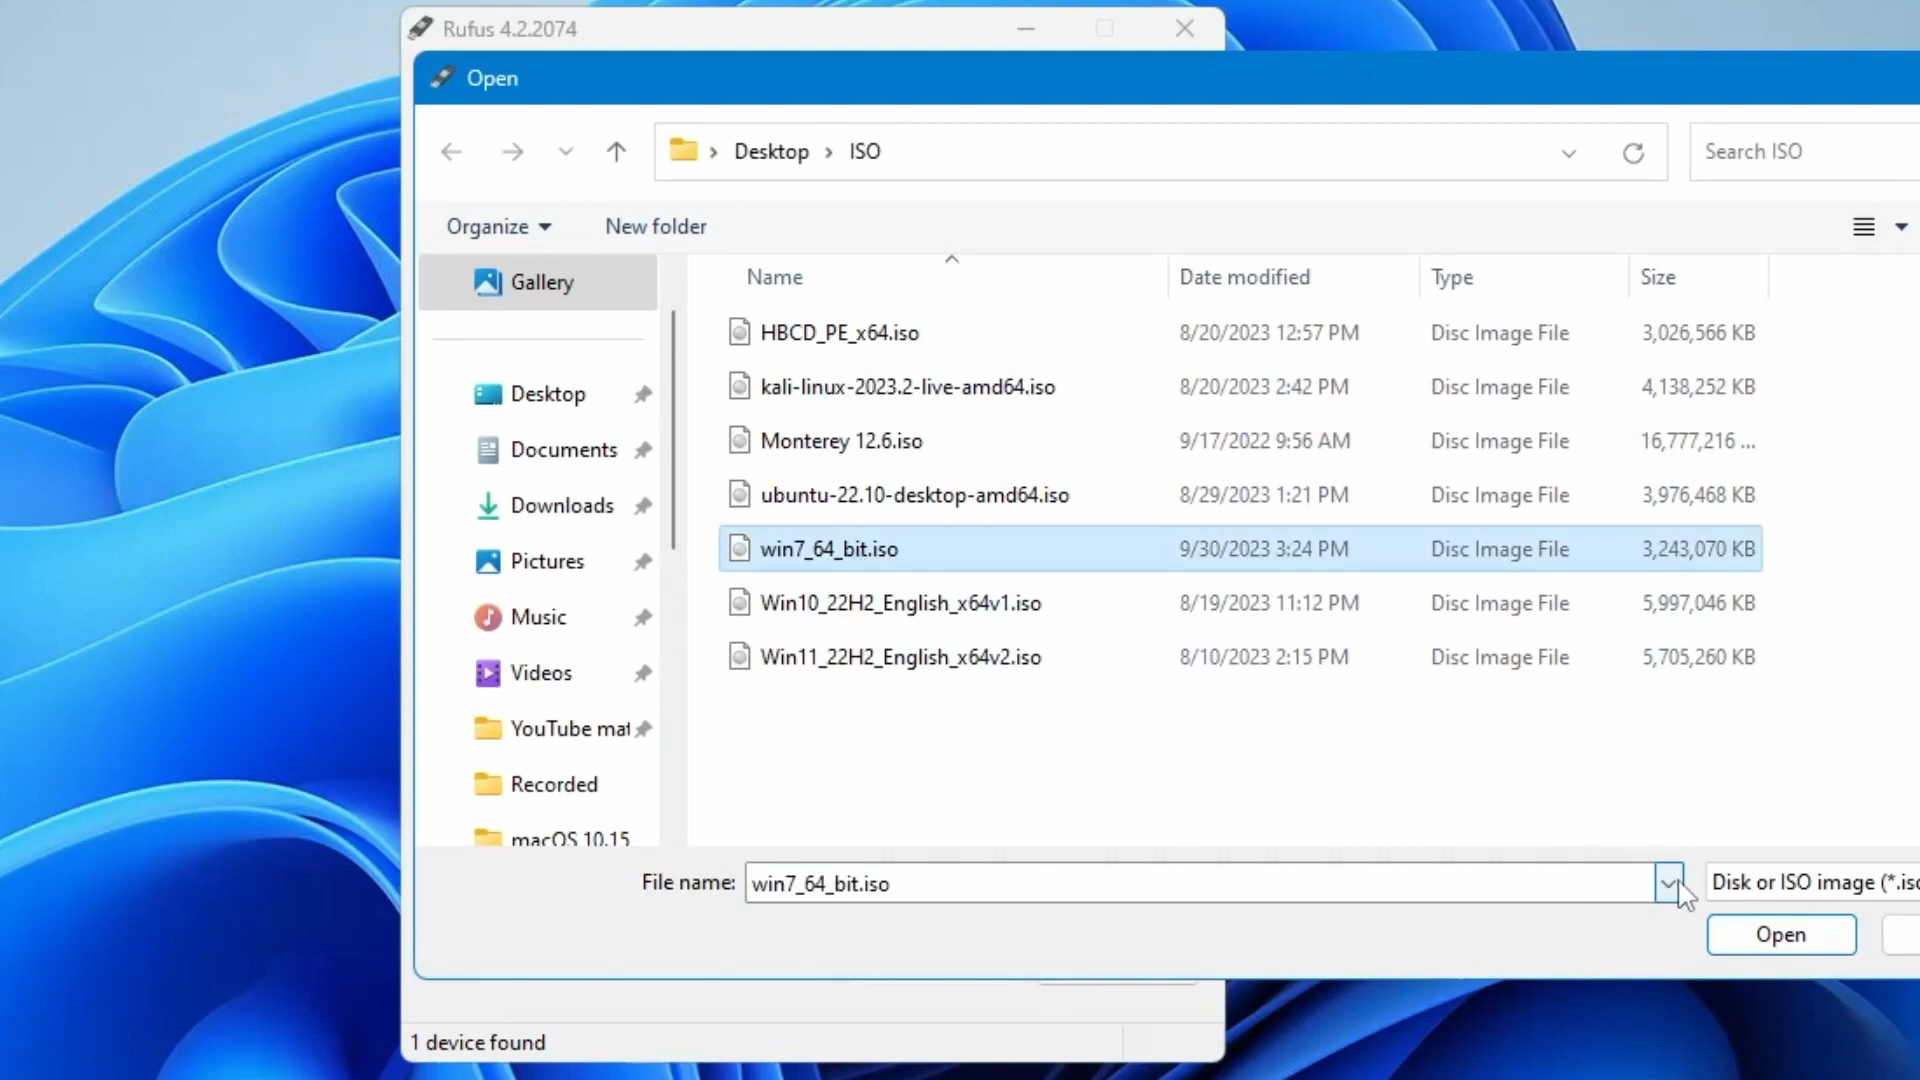 Rufus 4.2.2074
Open
Desktop › ISO
Search ISO
Organize
New folder
Gallery
Desktop
Documents
Downloads
Pictures
Music
Videos
YouTube mat
Recorded
macOS 10.15
Name Date modified Type Size
HBCD_PE_x64.iso 8/20/2023 12:57 PM Disc Image File 3,026,566 KB
kali-linux-2023.2-live-amd64.iso 8/20/2023 2:42 PM Disc Image File 4,138,252 KB
Monterey 12.6.iso 9/17/2022 9:56 AM Disc Image File 16,777,216 ...
ubuntu-22.10-desktop-amd64.iso 8/29/2023 1:21 PM Disc Image File 3,976,468 KB
win7_64_bit.iso 9/30/2023 3:24 PM Disc Image File 3,243,070 KB
Win10_22H2_English_x64v1.iso 8/19/2023 11:12 PM Disc Image File 5,997,046 KB
Win11_22H2_English_x64v2.iso 8/10/2023 2:15 PM Disc Image File 5,705,260 KB
File name: win7_64_bit.iso
Disk or ISO image (*.iso
Open
1 device found